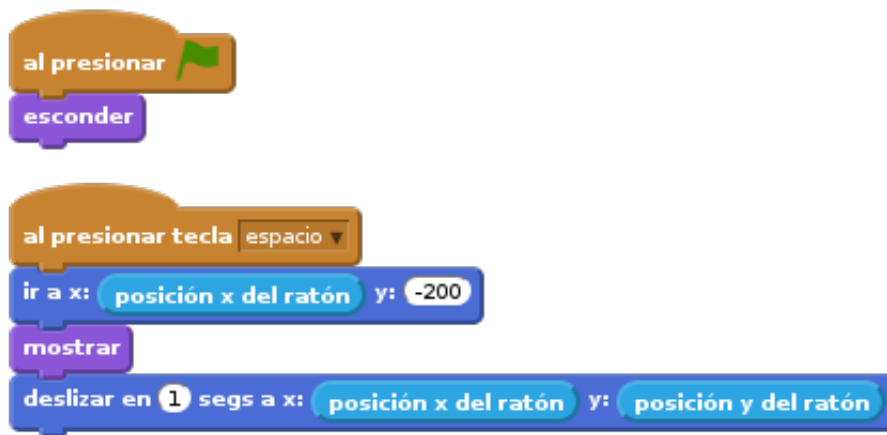 al presionar
esconder
al presionar tecla espacio
ir a x: posición x del ratón y: -200
mostrar
deslizar en 1 segs a x: posición x del ratón y: posición y del ratón